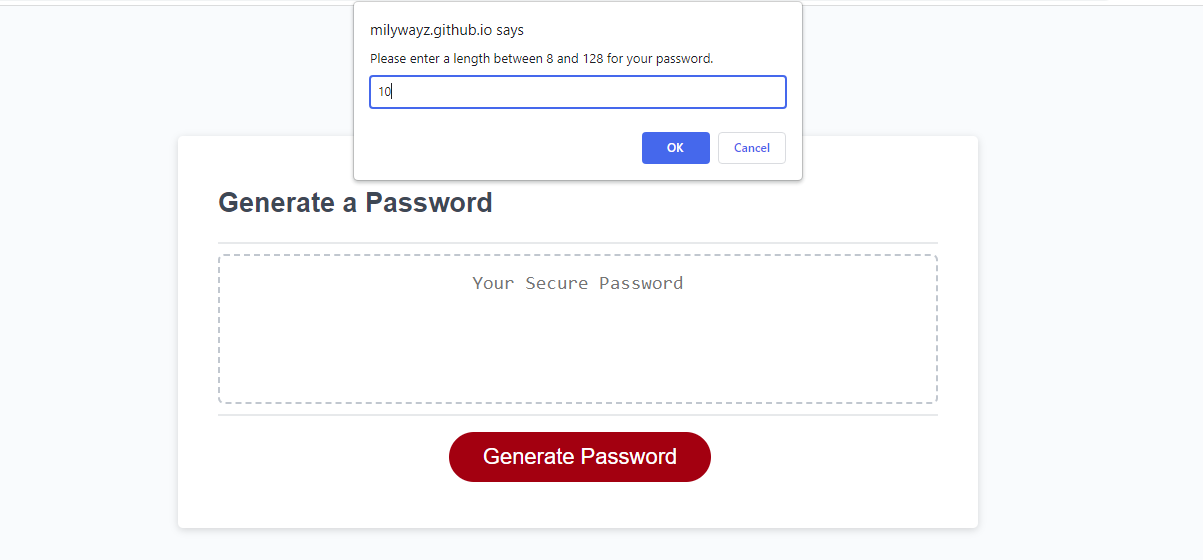 milywayz.github.io says
Please enter a length between 8 and 128 for your password.
10
OK
Cancel
Generate a Password
Your Secure Password
Generate Password